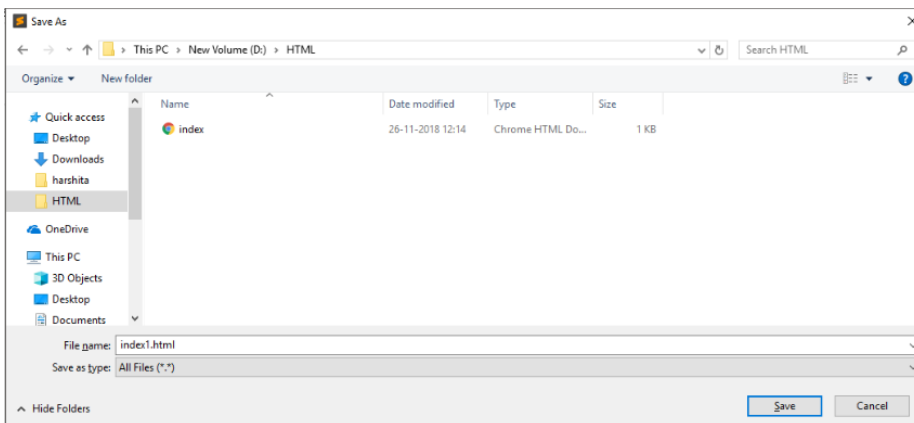 Save As
This PC > New Volume (D:) > HTML
Search HTML
Organize
New folder
Name
Date modified
Type
Size
Quick access
Desktop
Downloads
harshita
HTML
OneDrive
This PC
3D Objects
Desktop
Documents
index
26-11-2018 12:14
Chrome HTML Do...
1 KB
File name: index1.html
Save as type: All Files (*.*)
Hide Folders
Save
Cancel